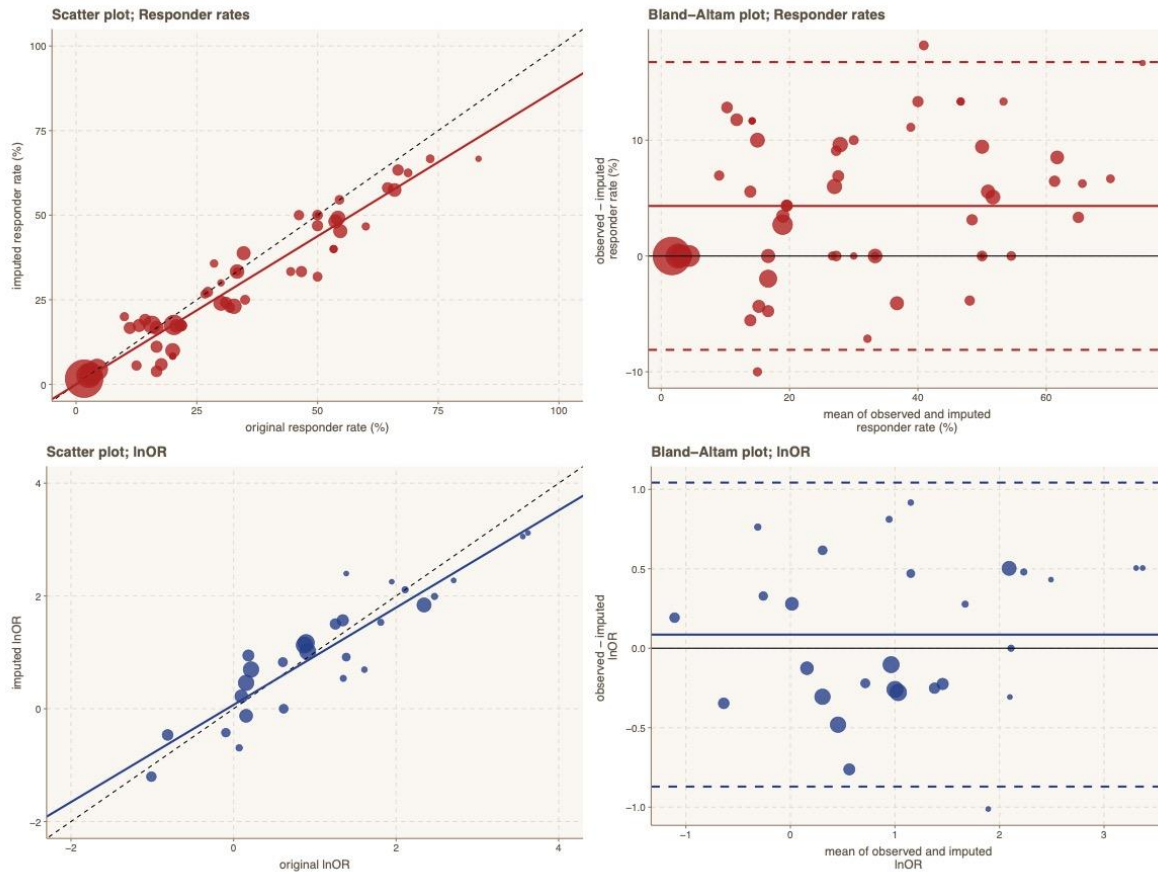 Scatter plot; Responder rates
100
75
50
25
0
imputed responder rate (%)
0 25 50 75 100
original responder rate (%)
Bland−Altam plot; Responder rates
10
0
−10
observed − imputed
responder rate (%)
0 20 40 60
mean of observed and imputed
responder rate (%)
Scatter plot; lnOR
4
2
0
−2
imputed lnOR
−2 0 2 4
original lnOR
Bland−Altam plot; lnOR
1.0
0.5
0.0
−0.5
−1.0
observed − imputed
lnOR
−1 0 1 2 3
mean of observed and imputed
lnOR